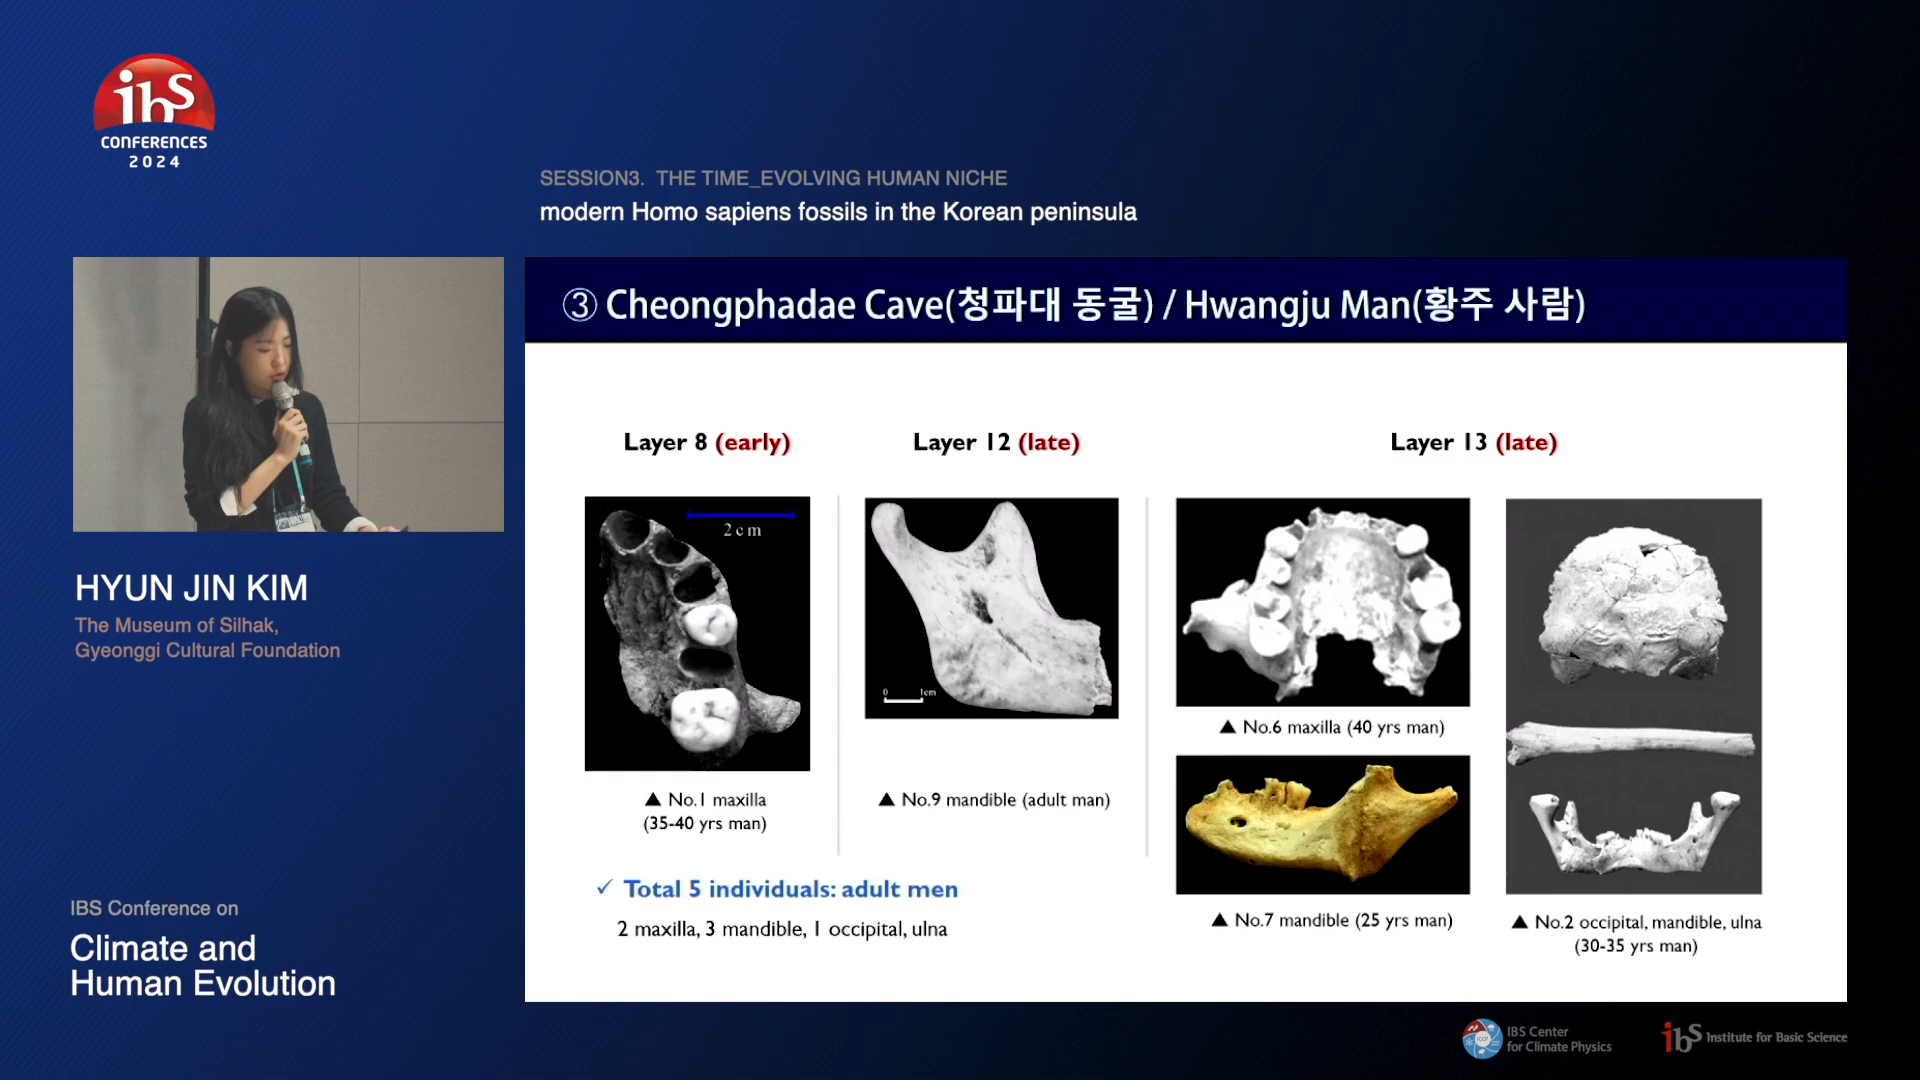 ibs
CONFERENCES
2024
SESSION3. THE TIME_EVOLVING HUMAN NICHE
modern Homo sapiens fossils in the Korean peninsula
③ Cheongphadae Cave(청파대 동굴) / Hwangju Man(황주 사람)
Layer 8 (early)
Layer 12 (late)
Layer 13 (late)
2 cm
0 1cm
▲ No.1 maxilla
(35-40 yrs man)
▲ No.9 mandible (adult man)
▲ No.6 maxilla (40 yrs man)
▲ No.7 mandible (25 yrs man)
▲ No.2 occipital, mandible, ulna
(30-35 yrs man)
✓ Total 5 individuals: adult men
2 maxilla, 3 mandible, 1 occipital, ulna
HYUN JIN KIM
The Museum of Silhak,
Gyeonggi Cultural Foundation
IBS Conference on
Climate and
Human Evolution
ICCP
IBS Center
for Climate Physics
ibs Institute for Basic Science